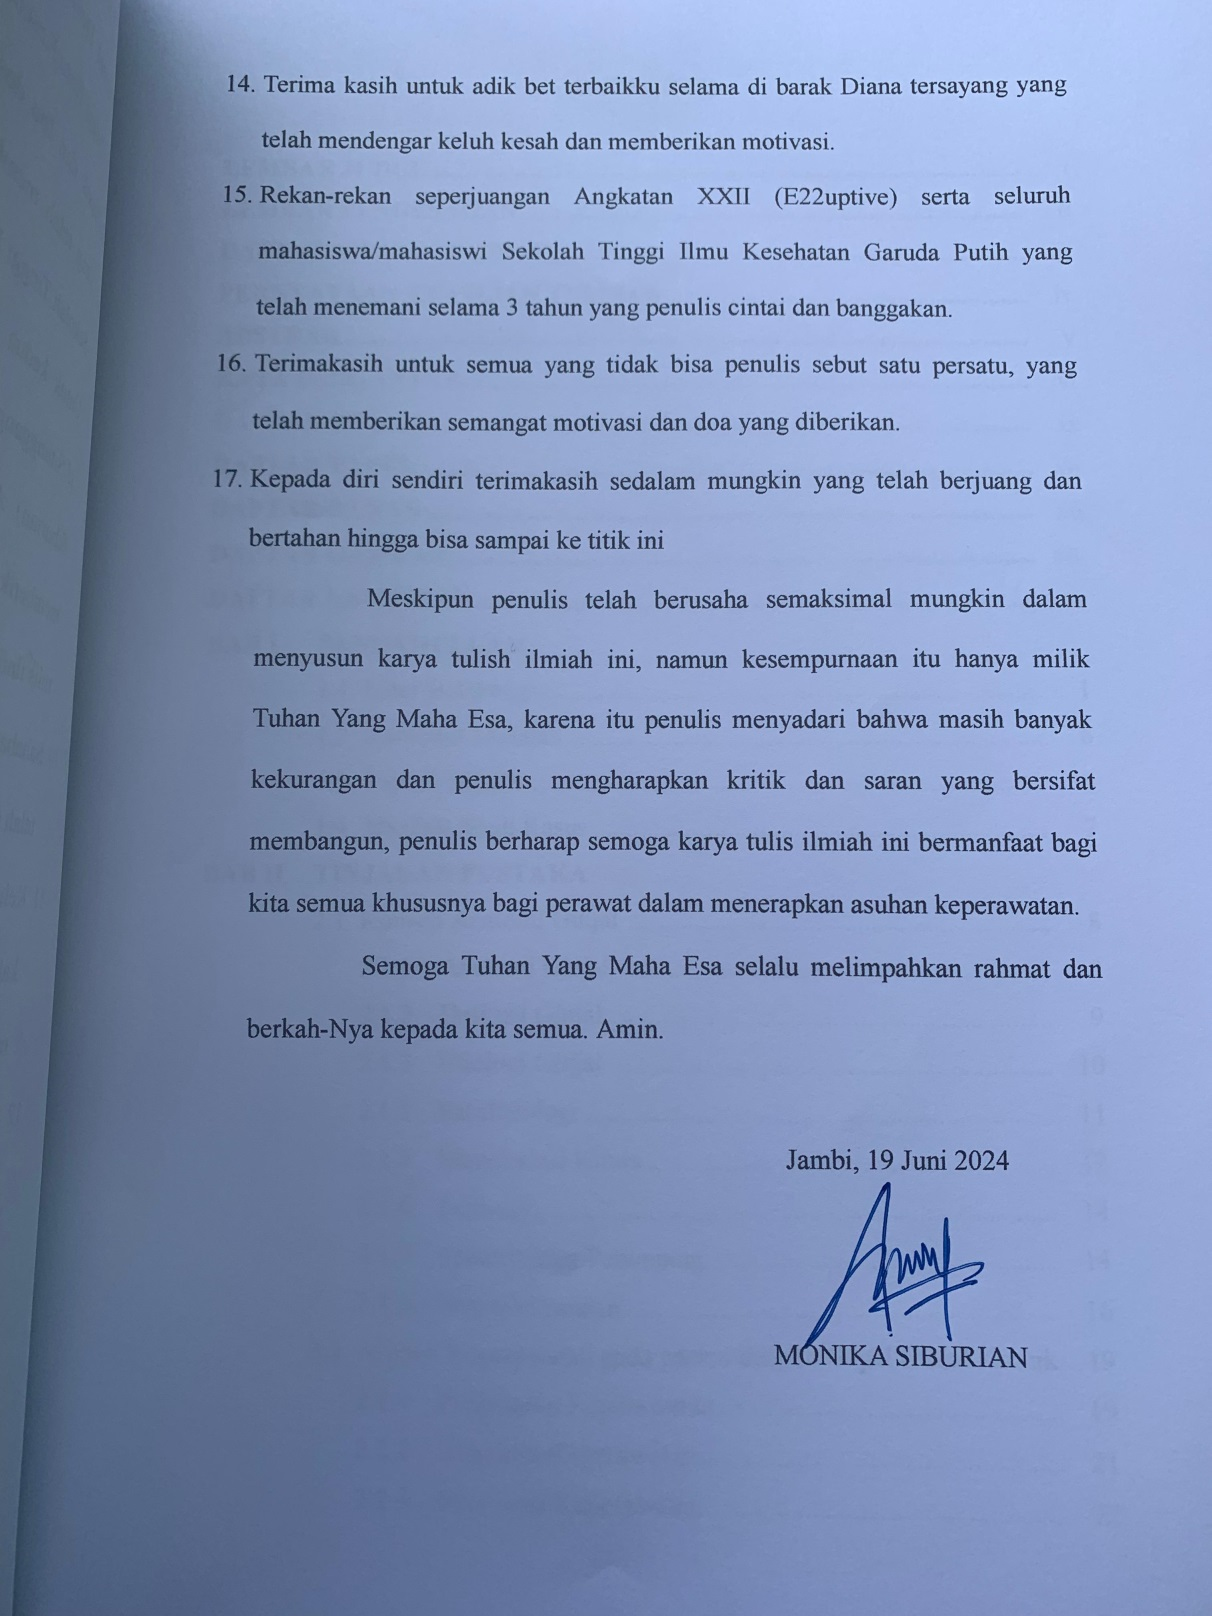 14. Terima kasih untuk adik bet terbaikku selama di barak Diana tersayang yang
telah mendengar keluh kesah dan memberikan motivasi.
15. Rekan-rekan seperjuangan Angkatan XXII (E22uptive) serta seluruh
mahasiswa/mahasiswi Sekolah Tinggi Ilmu Kesehatan Garuda Putih yang
telah menemani selama 3 tahun yang penulis cintai dan banggakan.
16. Terimakasih untuk semua yang tidak bisa penulis sebut satu persatu, yang
telah memberikan semangat motivasi dan doa yang diberikan.
17. Kepada diri sendiri terimakasih sedalam mungkin yang telah berjuang dan
bertahan hingga bisa sampai ke titik ini
Meskipun penulis telah berusaha semaksimal mungkin dalam
menyusun karya tulish ilmiah ini, namun kesempurnaan itu hanya milik
Tuhan Yang Maha Esa, karena itu penulis menyadari bahwa masih banyak
kekurangan dan penulis mengharapkan kritik dan saran yang bersifat
membangun, penulis berharap semoga karya tulis ilmiah ini bermanfaat bagi
kita semua khususnya bagi perawat dalam menerapkan asuhan keperawatan.
Semoga Tuhan Yang Maha Esa selalu melimpahkan rahmat dan
berkah-Nya kepada kita semua. Amin.
Jambi, 19 Juni 2024
MONIKA SIBURIAN